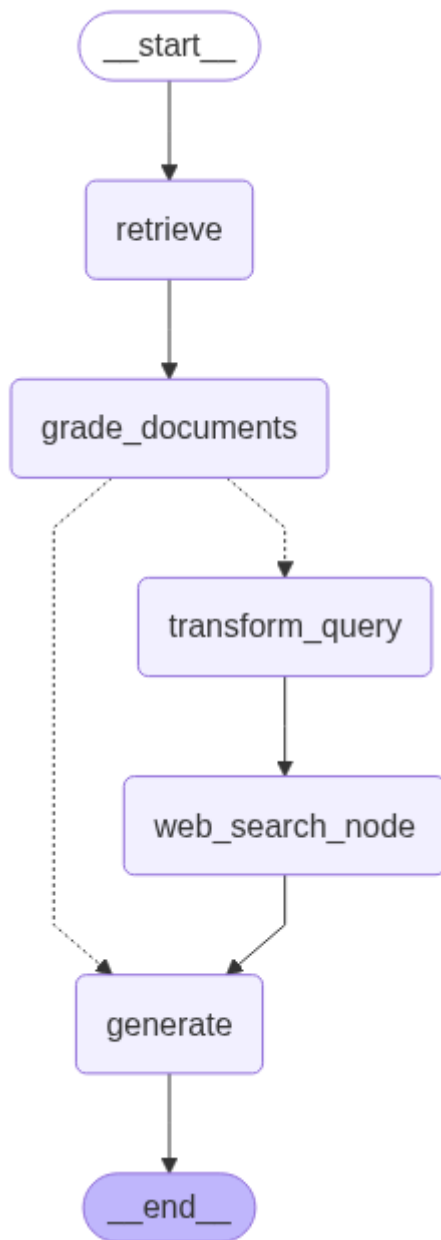 __start__
retrieve
grade_documents
transform_query
web_search_node
generate
__end__